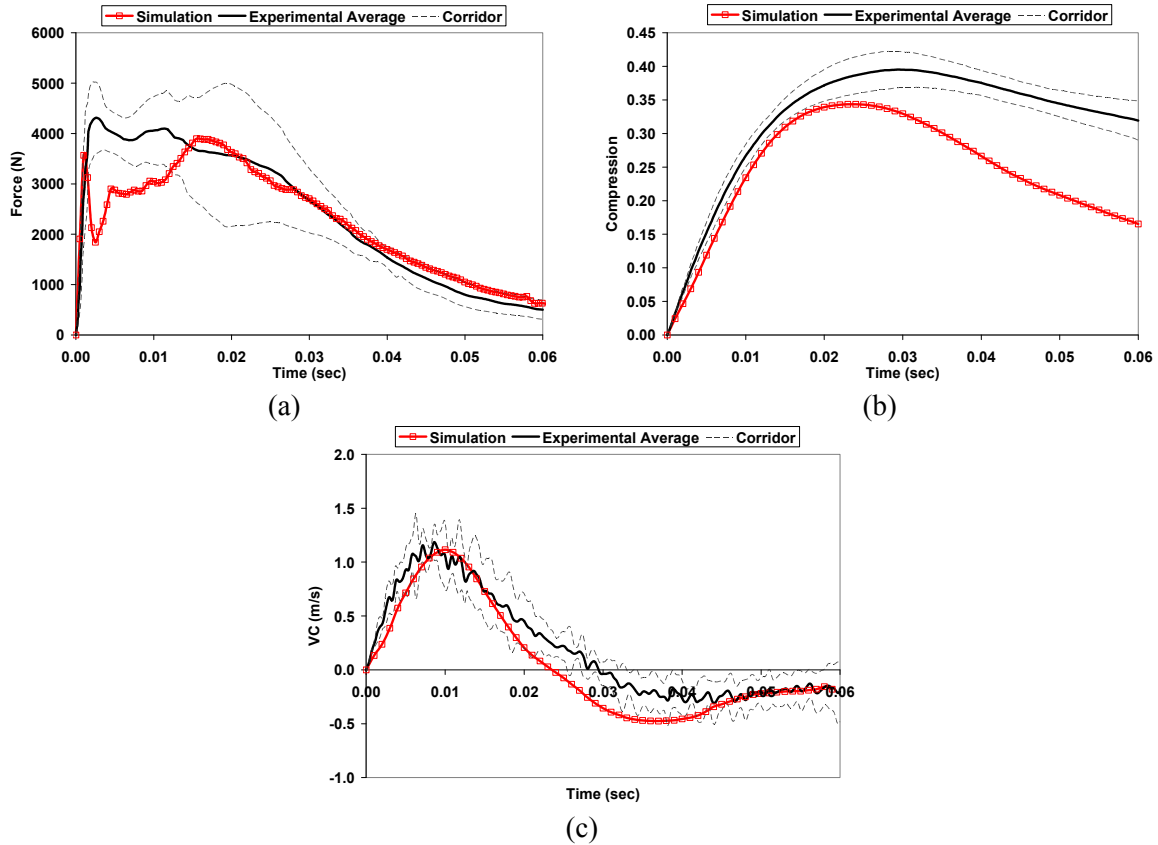 Simulation Experimental Average Corridor
6000
5000
4000
3000
2000
1000
0
Force (N)
0.00 0.01 0.02 0.03 0.04 0.05 0.06
Time (sec)
(a)
Simulation Experimental Average Corridor
0.45
0.40
0.35
0.30
0.25
0.20
0.15
0.10
0.05
0.00
Compression
0.00 0.01 0.02 0.03 0.04 0.05 0.06
Time (sec)
(b)
Simulation Experimental Average Corridor
2.0
1.5
1.0
0.5
0.0
-0.5
-1.0
VC (m/s)
0.00 0.01 0.02 0.03 0.04 0.05 0.06
Time (sec)
(c)